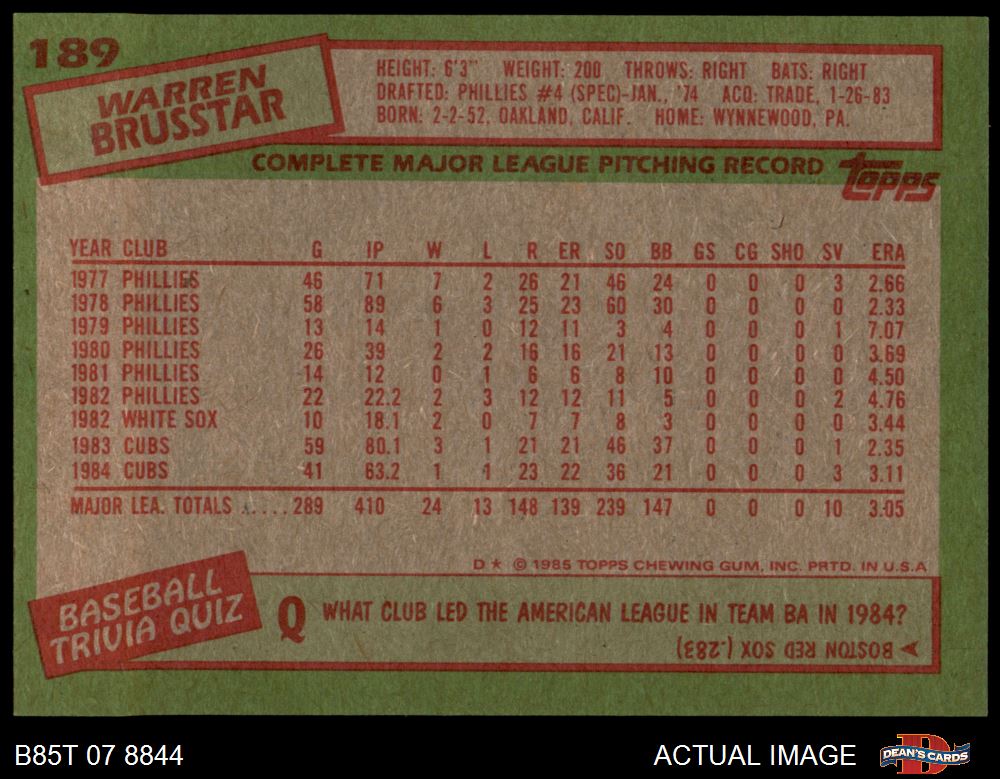 189
WARREN
BRUSSTAR
HEIGHT: 6'3" WEIGHT: 200 THROWS: RIGHT BATS: RIGHT
DRAFTED: PHILLIES #4 (SPEC)-JAN., '74 ACQ: TRADE, 1-26-83
BORN: 2-2-52, OAKLAND, CALIF. HOME: WYNNEWOOD, PA.
COMPLETE MAJOR LEAGUE PITCHING RECORD
topps
YEAR CLUB G IP W L R ER SO BB GS CG SHO SV ERA
1977 PHILLIES 46 71 7 2 26 21 46 24 0 0 0 3 2.66
1978 PHILLIES 58 89 6 3 25 23 60 30 0 0 0 0 2.33
1979 PHILLIES 13 14 1 0 12 11 3 4 0 0 0 1 7.07
1980 PHILLIES 26 39 2 2 16 16 21 13 0 0 0 0 3.69
1981 PHILLIES 14 12 0 1 6 6 8 10 0 0 0 0 4.50
1982 PHILLIES 22 22.2 2 3 12 12 11 5 0 0 0 2 4.76
1982 WHITE SOX 10 18.1 2 0 7 7 8 3 0 0 0 0 3.44
1983 CUBS 59 80.1 3 1 21 21 46 37 0 0 0 1 2.35
1984 CUBS 41 63.2 1 1 23 22 36 21 0 0 0 3 3.11
MAJOR LEA. TOTALS ..... 289 410 24 13 148 139 239 147 0 0 0 10 3.05
D* © 1985 TOPPS CHEWING GUM, INC. PRTD. IN U.S.A
BASEBALL
TRIVIA QUIZ
Q WHAT CLUB LED THE AMERICAN LEAGUE IN TEAM BA IN 1984?
BOSTON RED SOX (.283)
B85T 07 8844
ACTUAL IMAGE
D
DEAN'S CARDS